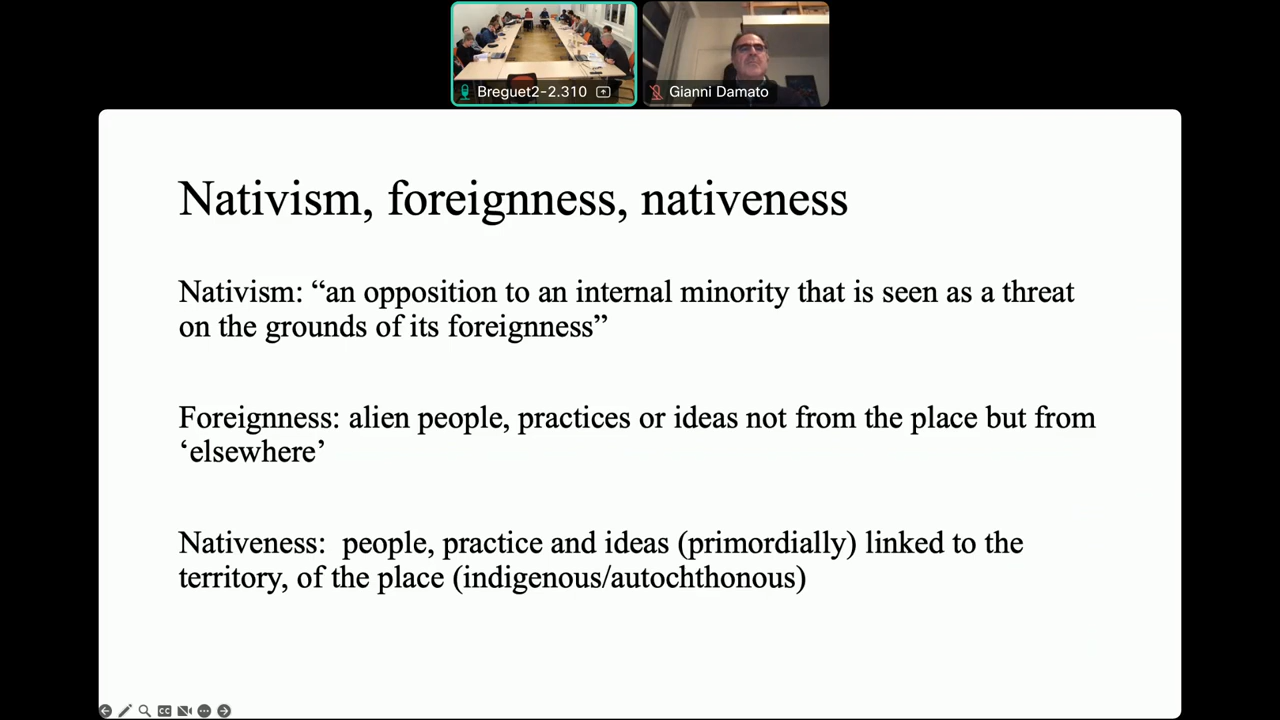 Breguet2-2.310
Gianni Damato
Nativism, foreignness, nativeness
Nativism: “an opposition to an internal minority that is seen as a threat
on the grounds of its foreignness”
Foreignness: alien people, practices or ideas not from the place but from
‘elsewhere’
Nativeness:  people, practice and ideas (primordially) linked to the
territory, of the place (indigenous/autochthonous)
CC